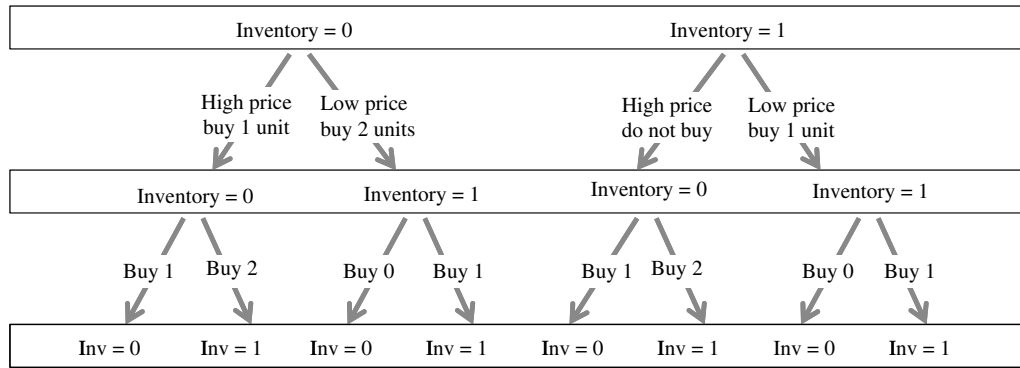 Inventory = 0
Inventory = 1
High price
buy 1 unit
Low price
buy 2 units
High price
do not buy
Low price
buy 1 unit
Inventory = 0
Inventory = 1
Inventory = 0
Inventory = 1
Buy 1
Buy 2
Buy 0
Buy 1
Buy 1
Buy 2
Buy 0
Buy 1
Inv = 0
Inv = 1
Inv = 0
Inv = 1
Inv = 0
Inv = 1
Inv = 0
Inv = 1